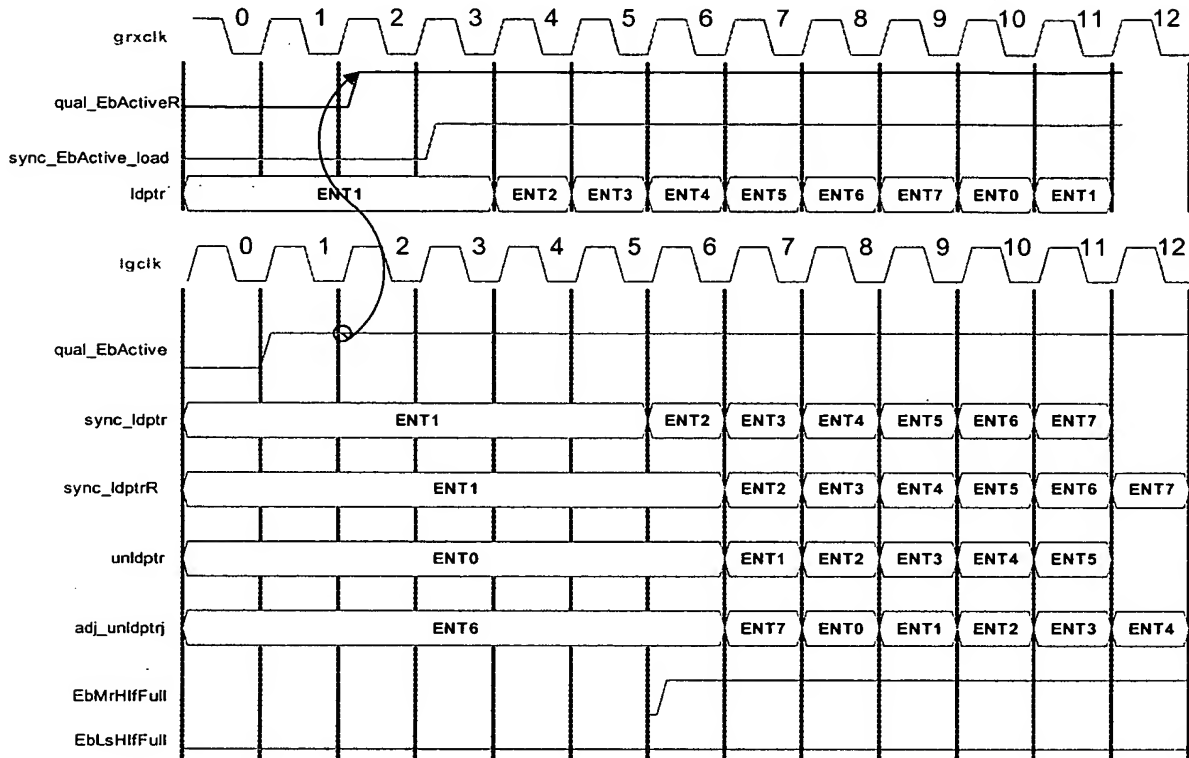 grxclk 0 1 2 3 4 5 6 7 8 9 10 11 12
qual_EbActiveR
sync_EbActive_load
ldptr ENT1 ENT2 ENT3 ENT4 ENT5 ENT6 ENT7 ENT0 ENT1
lgclk 0 1 2 3 4 5 6 7 8 9 10 11 12
qual_EbActive
sync_ldptr ENT1 ENT2 ENT3 ENT4 ENT5 ENT6 ENT7
sync_ldptrR ENT1 ENT2 ENT3 ENT4 ENT5 ENT6 ENT7
unldptr ENT0 ENT1 ENT2 ENT3 ENT4 ENT5
adj_unldptrj ENT6 ENT7 ENT0 ENT1 ENT2 ENT3 ENT4
EbMrHlfFull
EbLsHlfFull